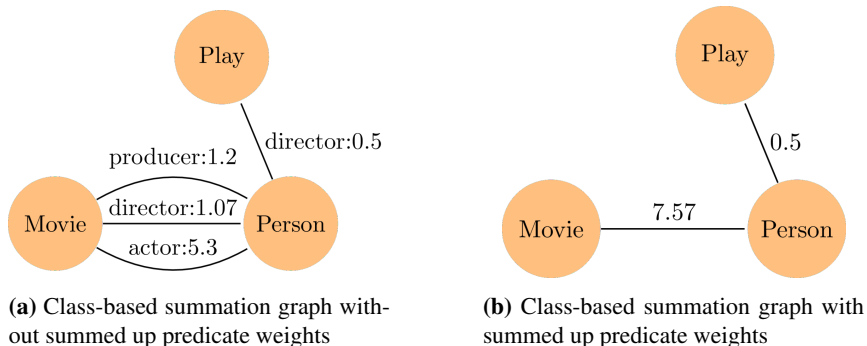 Play
director:0.5
producer:1.2
Movie
director:1.07
Person
actor:5.3
(a) Class-based summation graph with-
out summed up predicate weights
Play
0.5
Movie
7.57
Person
(b) Class-based summation graph with
summed up predicate weights